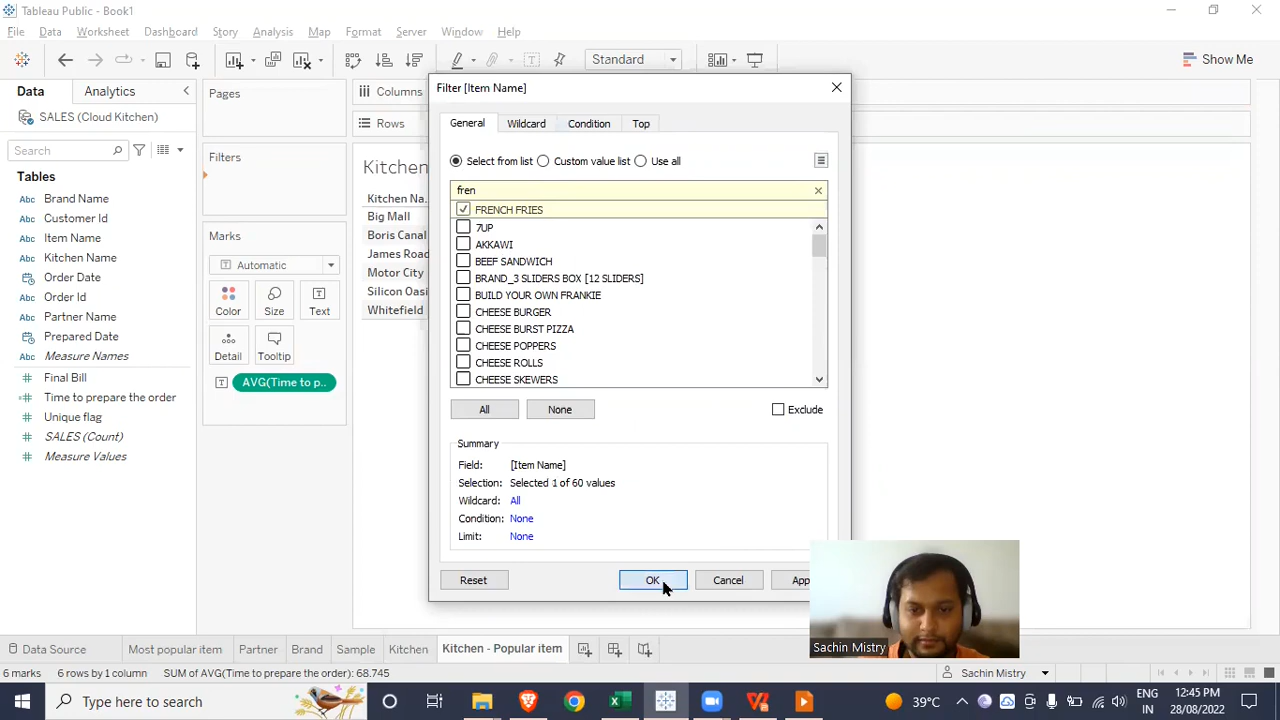 Tableau Public - Book1
File Data Worksheet Dashboard Story Analysis Map Format Server Window Help
Standard
Show Me
Data Analytics
SALES (Cloud Kitchen)
Search
Tables
Abc Brand Name
Abc Customer Id
Abc Item Name
Abc Kitchen Name
Order Date
Abc Order Id
Abc Partner Name
Prepared Date
Abc Measure Names
Final Bill
Time to prepare the order
Unique flag
SALES (Count)
Measure Values
Pages
Filters
Marks
Automatic
Color Size Text
Detail Tooltip
AVG(Time to p..
Columns
Rows
Kitchen
Kitchen Na..
Big Mall
Boris Canal
James Road
Motor City
Silicon Oasi
Whitefield
Filter [Item Name]
General Wildcard Condition Top
Select from list Custom value list Use all
fren
FRENCH FRIES
7UP
AKKAWI
BEEF SANDWICH
BRAND_3 SLIDERS BOX [12 SLIDERS]
BUILD YOUR OWN FRANKIE
CHEESE BURGER
CHEESE BURST PIZZA
CHEESE POPPERS
CHEESE ROLLS
CHEESE SKEWERS
All None Exclude
Summary
Field: [Item Name]
Selection: Selected 1 of 60 values
Wildcard: All
Condition: None
Limit: None
Reset OK Cancel App
Sachin Mistry
Data Source Most popular item Partner Brand Sample Kitchen Kitchen - Popular item
6 marks 6 rows by 1 column SUM of AVG(Time to prepare the order): 68.745
Sachin Mistry
Type here to search
39°C
ENG
IN
12:45 PM
28/08/2022